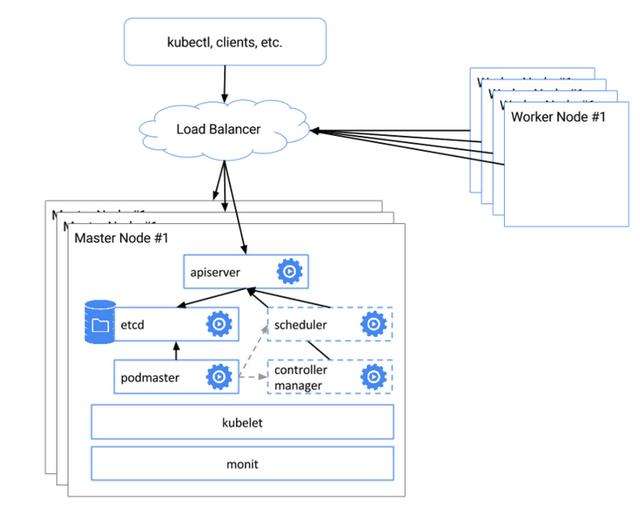 kubectl, clients, etc.
Load Balancer
Worker Node #1
Master Node #1
apiserver
etcd
scheduler
podmaster
controller
manager
kubelet
monit